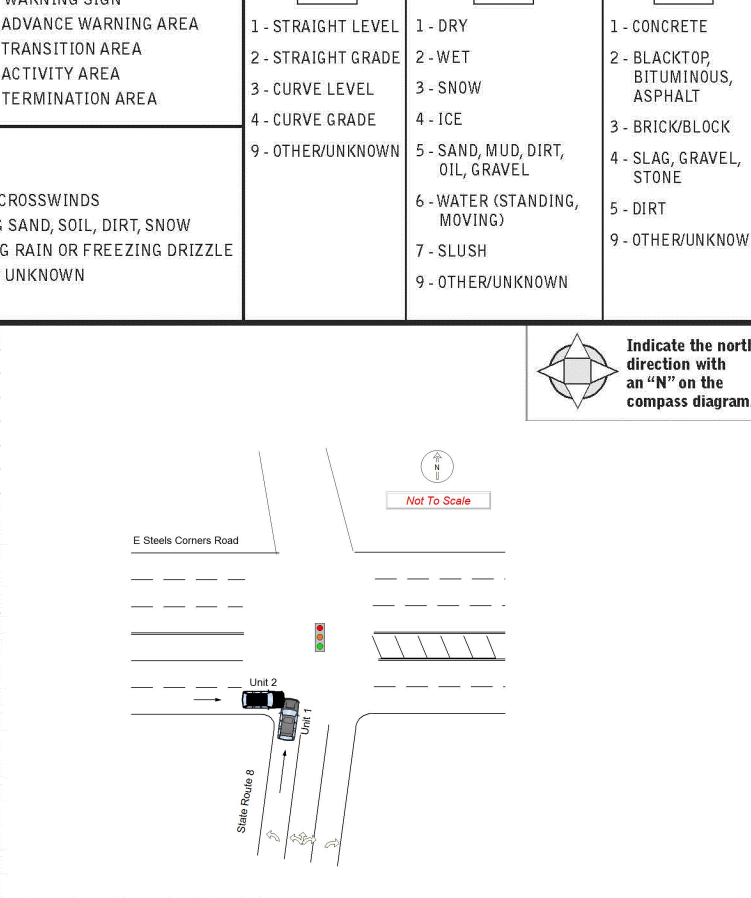 WARNING SIGN
ADVANCE WARNING AREA
TRANSITION AREA
ACTIVITY AREA
TERMINATION AREA
CROSSWINDS
SAND, SOIL, DIRT, SNOW
G RAIN OR FREEZING DRIZZLE
UNKNOWN
1 - STRAIGHT LEVEL
2 - STRAIGHT GRADE
3 - CURVE LEVEL
4 - CURVE GRADE
9 - OTHER/UNKNOWN
1 - DRY
2 - WET
3 - SNOW
4 - ICE
5 - SAND, MUD, DIRT,
OIL, GRAVEL
6 - WATER (STANDING,
MOVING)
7 - SLUSH
9 - OTHER/UNKNOWN
1 - CONCRETE
2 - BLACKTOP,
BITUMINOUS,
ASPHALT
3 - BRICK/BLOCK
4 - SLAG, GRAVEL,
STONE
5 - DIRT
9 - OTHER/UNKNOW
Indicate the north
direction with
an “N” on the
compass diagram.
N
Not To Scale
E Steels Corners Road
Unit 2
Unit 1
State Route 8